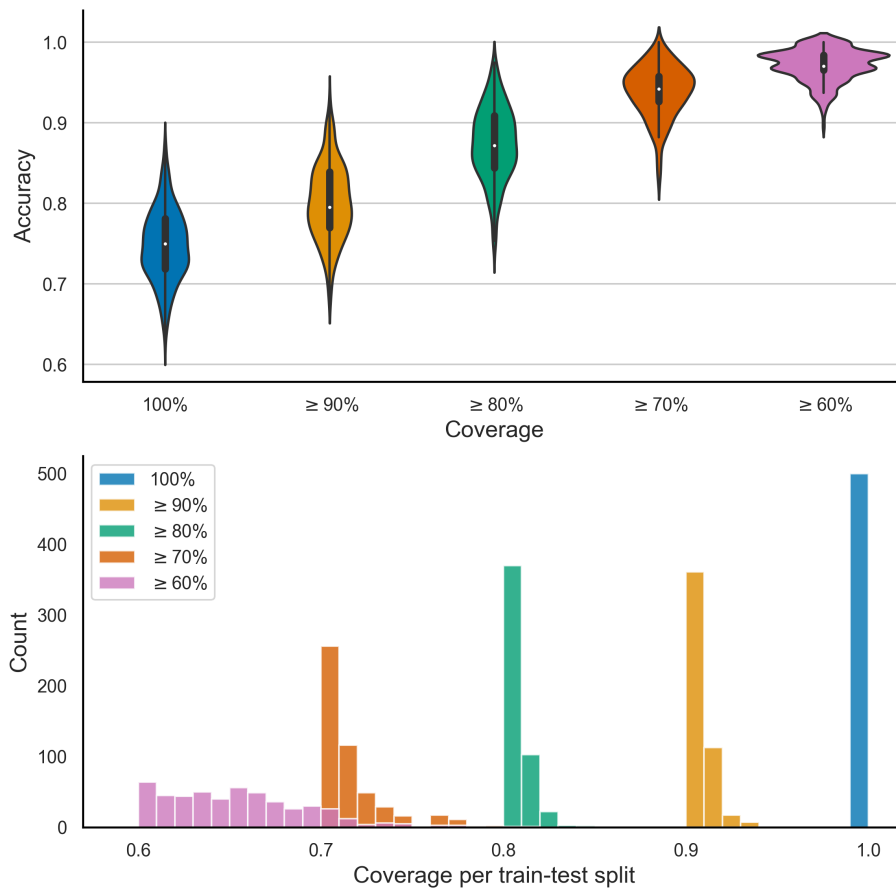 1.0
0.9
0.8
0.7
0.6
Accuracy
100% ≥ 90% ≥ 80% ≥ 70% ≥ 60%
Coverage
500
400
300
200
100
0
Count
100%
≥ 90%
≥ 80%
≥ 70%
≥ 60%
0.6 0.7 0.8 0.9 1.0
Coverage per train-test split